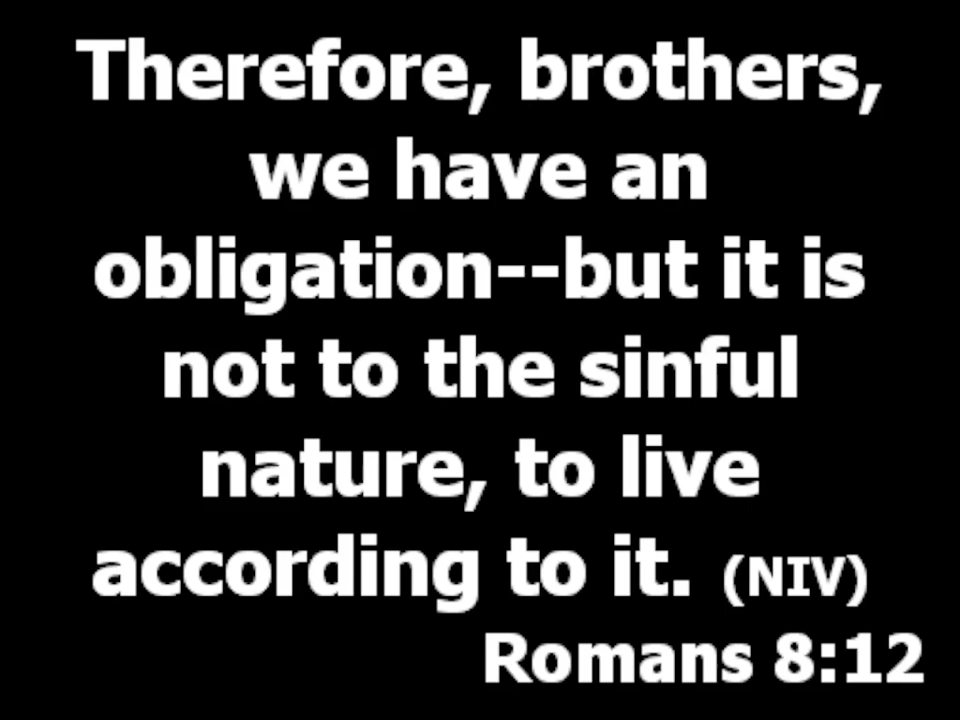 Therefore, brothers,
we have an
obligation--but it is
not to the sinful
nature, to live
according to it. (NIV)
Romans 8:12